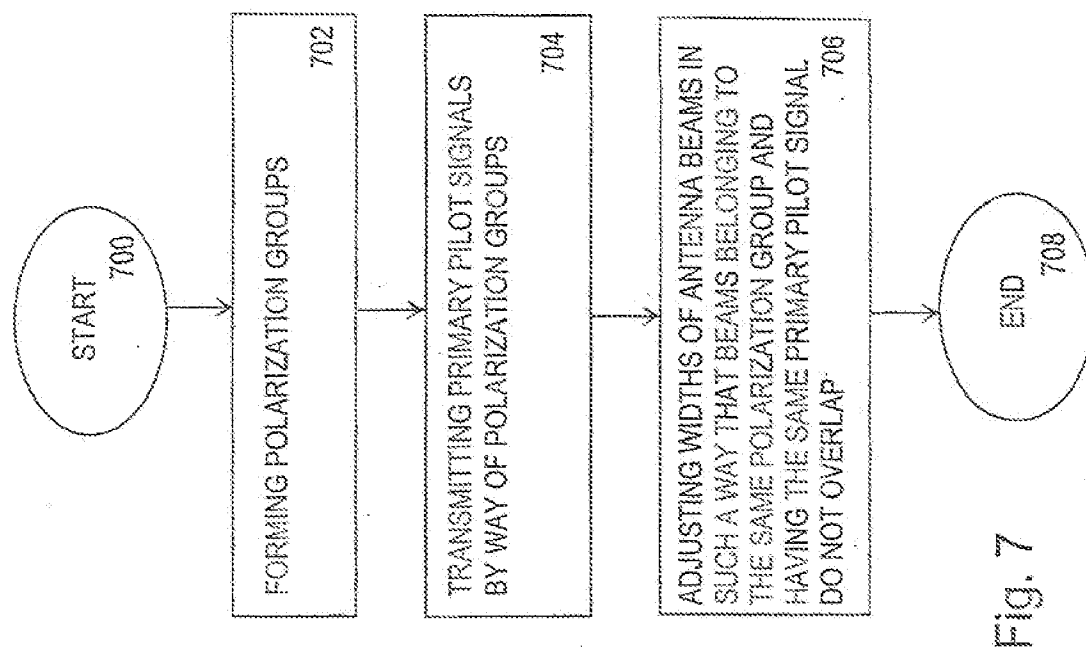 START
700
FORMING POLARIZATION GROUPS
702
TRANSMITTING PRIMARY PILOT SIGNALS
BY WAY OF POLARIZATION GROUPS
704
ADJUSTING WIDTHS OF ANTENNA BEAMS IN
SUCH A WAY THAT BEAMS BELONGING TO
THE SAME POLARIZATION GROUP AND
HAVING THE SAME PRIMARY PILOT SIGNAL
DO NOT OVERLAP
706
END
708
Fig. 7